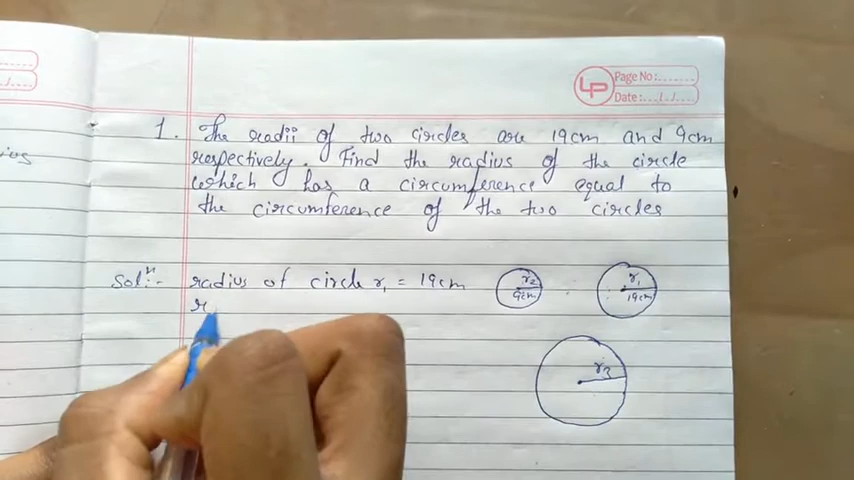 LP Page No:.......
Date:.../.../....
1. The radii of two circles are 19cm and 9cm
respectively. Find the radius of the circle
which has a circumference equal to
the circumference of the two circles
Solⁿ:- radius of circle r₁ = 19cm
r
r₂
9cm
r₁
19cm
r₃